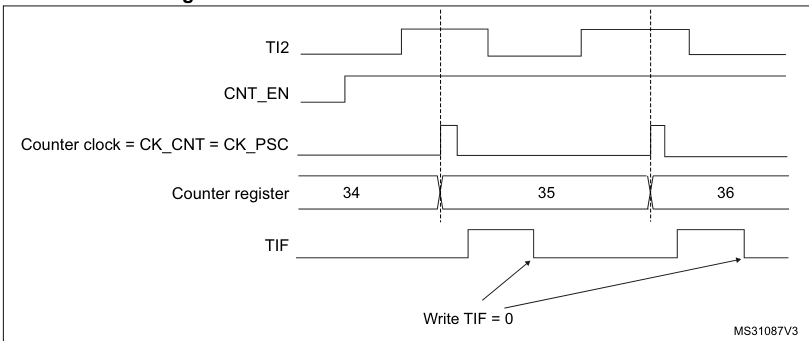 TI2
CNT_EN
Counter clock = CK_CNT = CK_PSC
Counter register 34 35 36
TIF
Write TIF = 0
MS31087V3